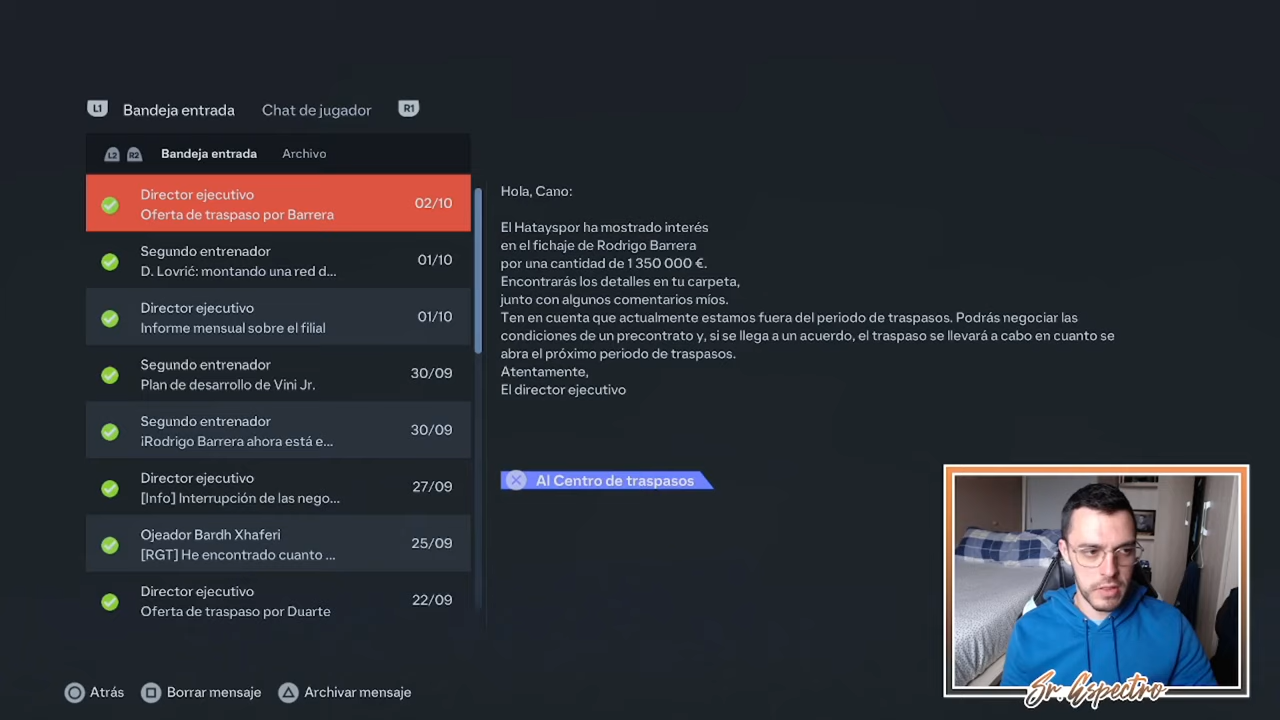 L1 Bandeja entrada Chat de jugador R1
L2 R2 Bandeja entrada Archivo
Director ejecutivo
Oferta de traspaso por Barrera
02/10
Segundo entrenador
D. Lovrić: montando una red d...
01/10
Director ejecutivo
Informe mensual sobre el filial
01/10
Segundo entrenador
Plan de desarrollo de Vini Jr.
30/09
Segundo entrenador
¡Rodrigo Barrera ahora está e...
30/09
Director ejecutivo
[Info] Interrupción de las nego...
27/09
Ojeador Bardh Xhaferi
[RGT] He encontrado cuanto ...
25/09
Director ejecutivo
Oferta de traspaso por Duarte
22/09
Hola, Cano:
El Hatayspor ha mostrado interés
en el fichaje de Rodrigo Barrera
por una cantidad de 1 350 000 €.
Encontrarás los detalles en tu carpeta,
junto con algunos comentarios míos.
Ten en cuenta que actualmente estamos fuera del periodo de traspasos. Podrás negociar las
condiciones de un precontrato y, si se llega a un acuerdo, el traspaso se llevará a cabo en cuanto se
abra el próximo periodo de traspasos.
Atentamente,
El director ejecutivo
Al Centro de traspasos
Sr. Aspectro
Atrás Borrar mensaje Archivar mensaje